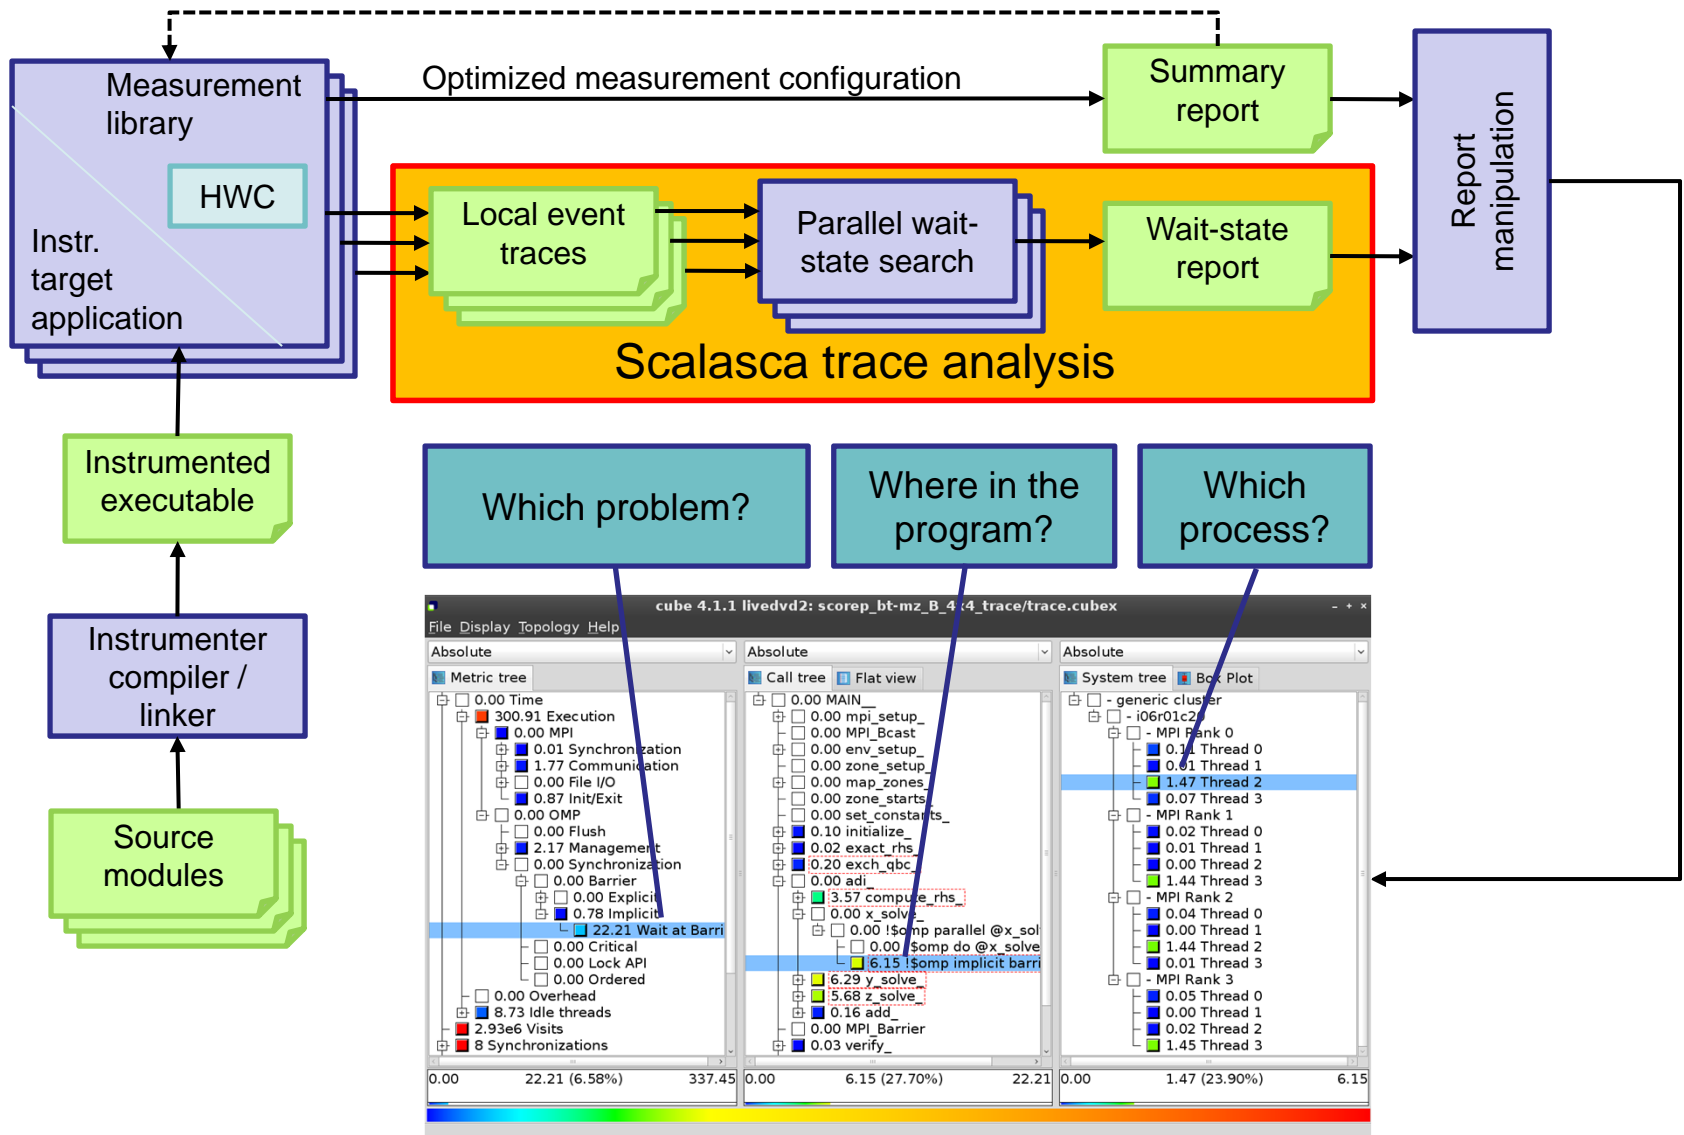 Measurement
library
HWC
Instr.
target
application
Optimized measurement configuration
Summary
report
Report
manipulation
Local event
traces
Parallel wait-
state search
Wait-state
report
Scalasca trace analysis
Instrumented
executable
Instrumenter
compiler /
linker
Source
modules
Which problem?
Where in the
program?
Which
process?
cube 4.1.1 livedvd2: scorep_bt-mz_B_4x4_trace/trace.cubex
File Display Topology Help
Absolute
Metric tree
0.00 Time
300.91 Execution
0.00 MPI
0.01 Synchronization
1.77 Communication
0.00 File I/O
0.87 Init/Exit
0.00 OMP
0.00 Flush
2.17 Management
0.00 Synchronization
0.00 Barrier
0.00 Explicit
0.78 Implicit
22.21 Wait at Barri
0.00 Critical
0.00 Lock API
0.00 Ordered
0.00 Overhead
8.73 Idle threads
2.93e6 Visits
8 Synchronizations
0.00 22.21 (6.58%) 337.45
Absolute
Call tree Flat view
0.00 MAIN__
0.00 mpi_setup_
0.00 MPI_Bcast
0.00 env_setup_
0.00 zone_setup_
0.00 map_zones_
0.00 zone_starts_
0.00 set_constants_
0.10 initialize_
0.02 exact_rhs_
0.20 exch_qbc_
0.00 adi_
3.57 compute_rhs_
0.00 x_solve_
0.00 !$omp parallel @x_sol
0.00 !$omp do @x_solve
6.15 !$omp implicit barri
6.29 y_solve_
5.68 z_solve_
0.16 add_
0.00 MPI_Barrier
0.03 verify_
0.00 6.15 (27.70%) 22.21
Absolute
System tree Box Plot
- generic cluster
- i06r01c20
- MPI Rank 0
0.11 Thread 0
0.01 Thread 1
1.47 Thread 2
0.07 Thread 3
- MPI Rank 1
0.02 Thread 0
0.01 Thread 1
0.00 Thread 2
1.44 Thread 3
- MPI Rank 2
0.04 Thread 0
0.00 Thread 1
1.44 Thread 2
0.01 Thread 3
- MPI Rank 3
0.05 Thread 0
0.00 Thread 1
0.02 Thread 2
1.45 Thread 3
0.00 1.47 (23.90%) 6.15